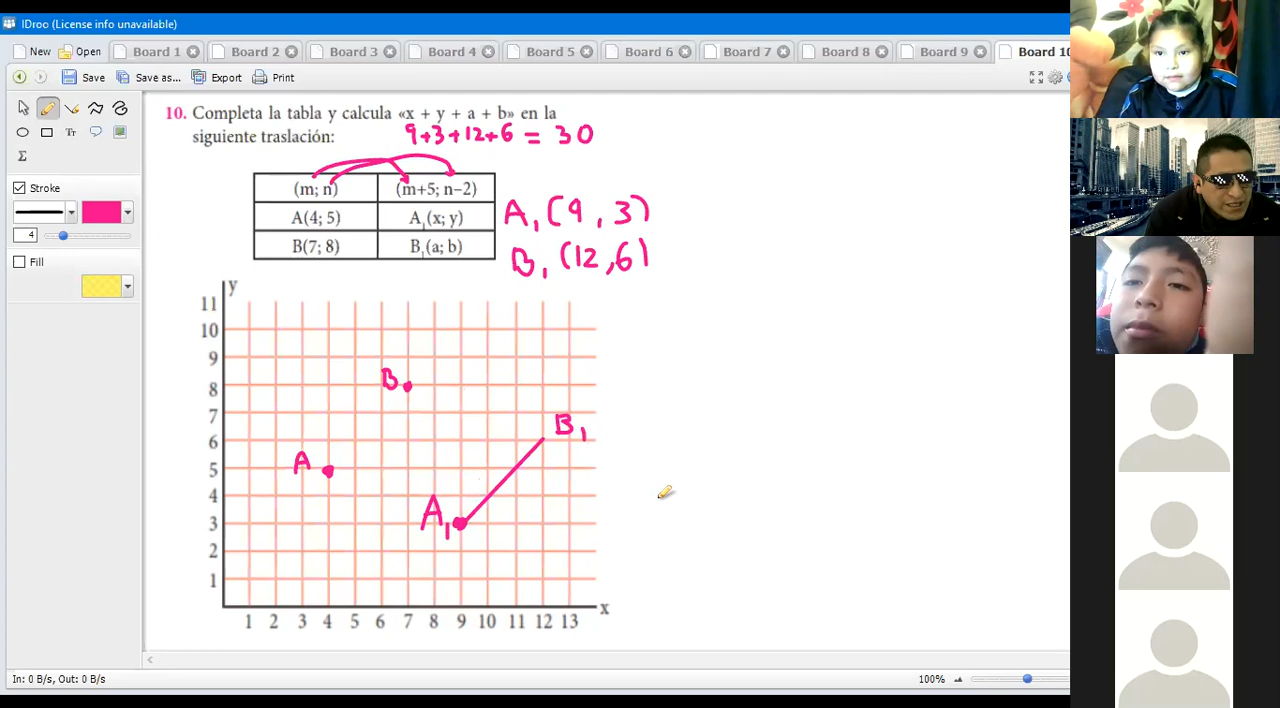 IDroo (License info unavailable)
New Open Board 1 Board 2 Board 3 Board 4 Board 5 Board 6 Board 7 Board 8 Board 9 Board 10
Save Save as... Export Print
10. Completa la tabla y calcula «x + y + a + b» en la
siguiente traslación:
9+3+12+6 = 30
(m; n) (m+5; n−2)
A(4; 5) A₁(x; y)
A₁(9, 3)
B(7; 8) B₁(a; b)
B₁(12, 6)
Tт
Σ
Stroke
4
Fill
y
11
10
9
8
7
6
5
4
3
2
1
B
B₁
A
A₁
x
1 2 3 4 5 6 7 8 9 10 11 12 13
In: 0 B/s, Out: 0 B/s
100%